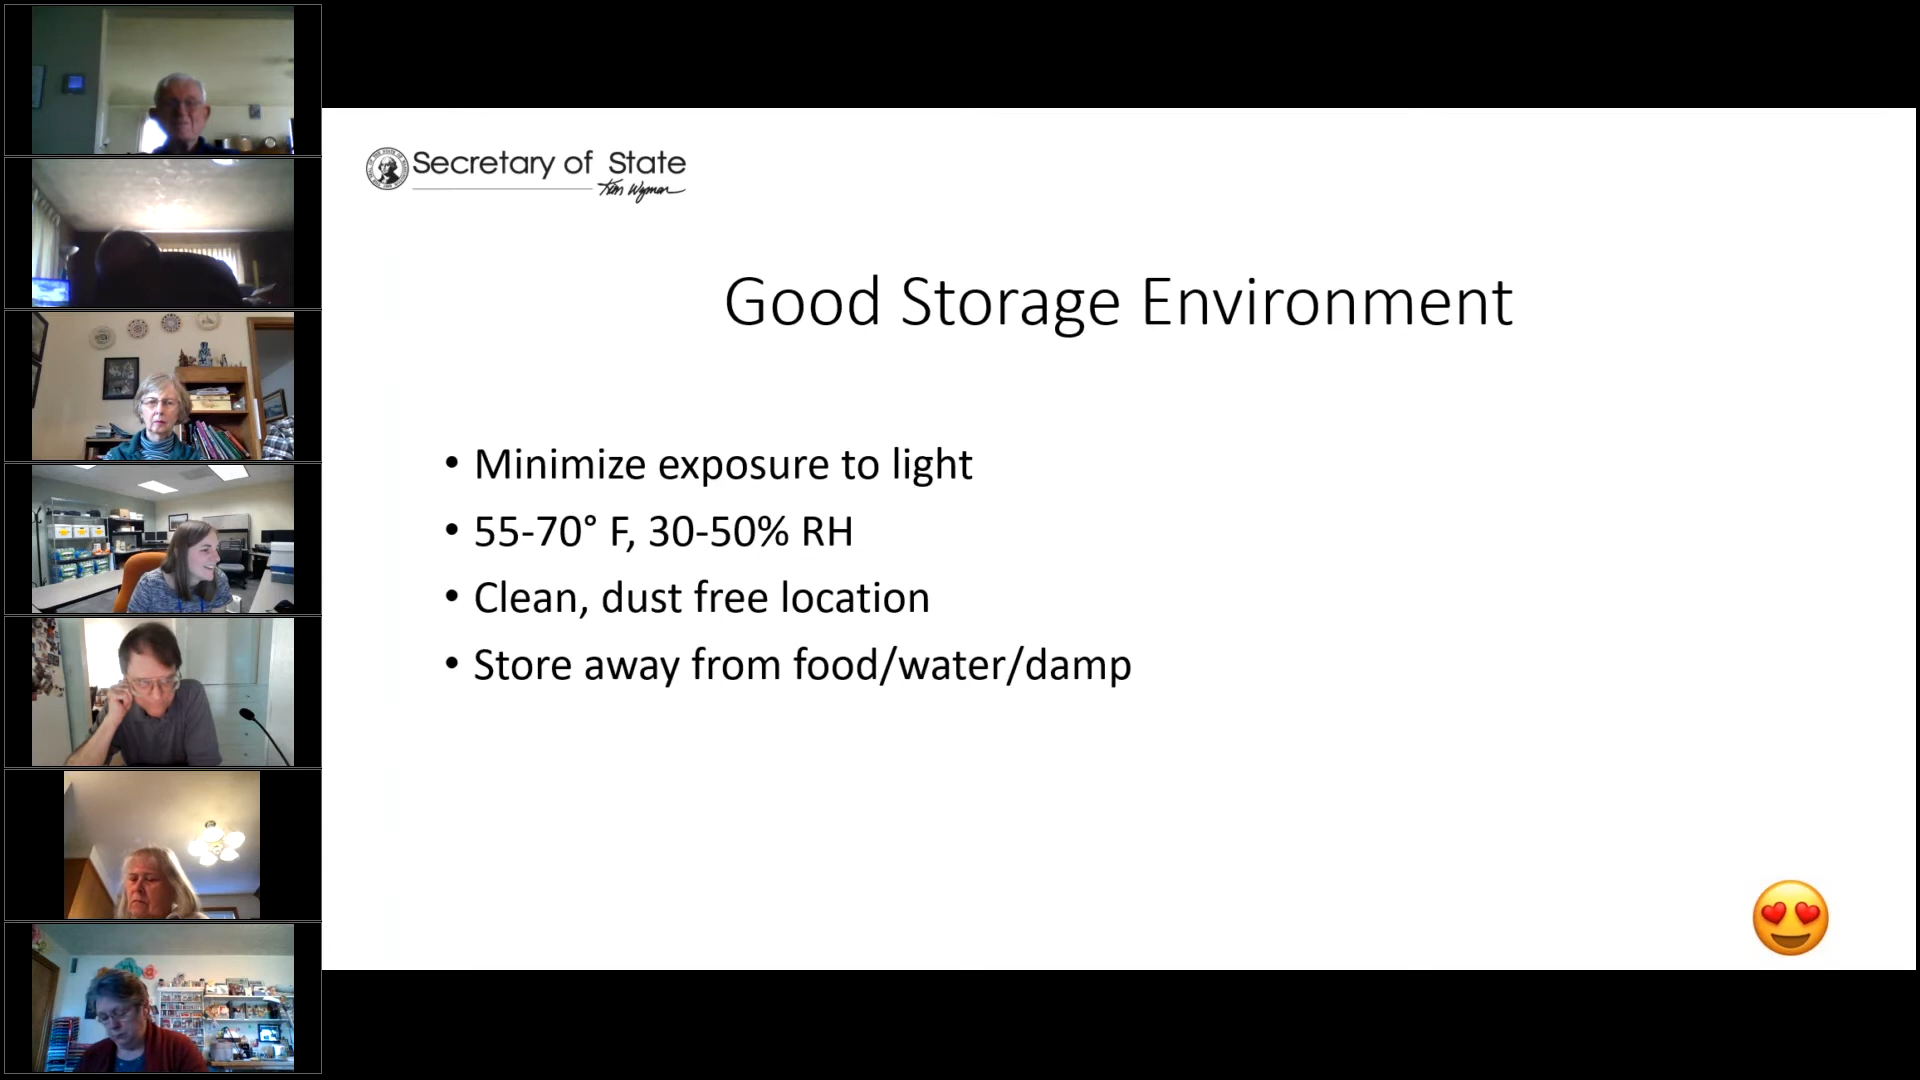 Secretary of State
Kim Wyman
Good Storage Environment
• Minimize exposure to light
• 55-70° F, 30-50% RH
• Clean, dust free location
• Store away from food/water/damp